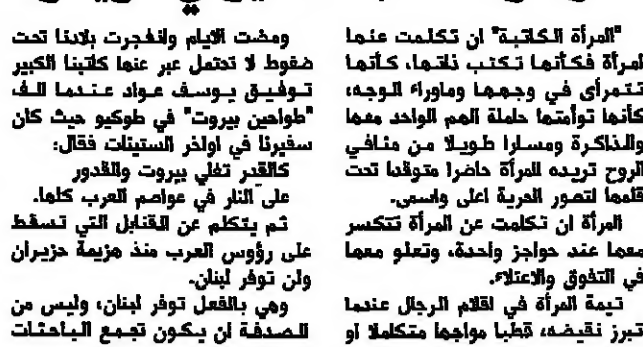 "المرأة الكاتبة" ان تكلمت عنها
امرأة فكأنها تكتب ذاتها، كأنها
تتمرأى في وجهها وماوراء الوجه،
كأنها توأمتها حاملة الهم الواحد معها
والذاكرة ومسارا طويلا من منافي
الروح تريده المرأة حاضرا متوقدا تحت
قلمها لتصور الحرية اعلى واسمى.
المرأة ان تكلمت عن المرأة تتكسر
معها عند حواجز واحدة، وتعلو معها
في التفوق والاعتلاء.
تيمة المرأة في اقلام الرجال عندما
تبرز نقيضه، قطبا مواجها متكاملا او
ومضت الايام وانفجرت بلادنا تحت
ضغوط لا تحتمل عبر عنها كاتبنا الكبير
توفيق يوسف عواد عندما الف
"طواحين بيروت" في طوكيو حيث كان
سفيرنا في اواخر الستينات فقال:
كالقدر تغلي بيروت والقدور
على النار في عواصم العرب كلها.
ثم يتكلم عن القنابل التي تسقط
على رؤوس العرب منذ هزيمة حزيران
ولن توفر لبنان.
وهي بالفعل توفر لبنان، وليس من
الصدفة ان يكون تجمع الباحثات